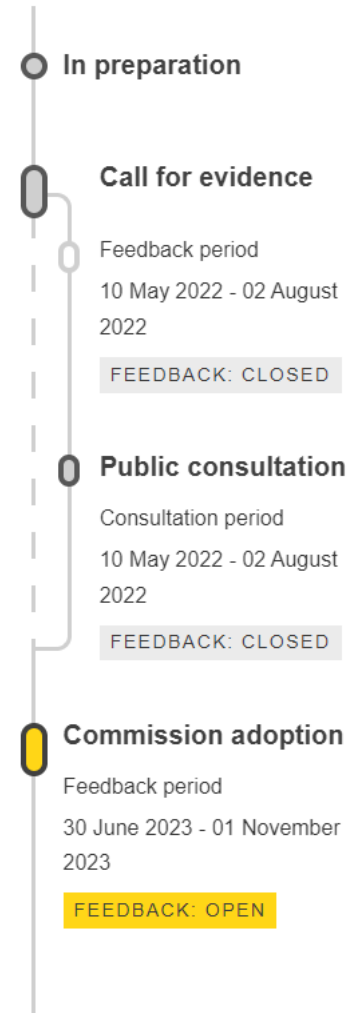 In preparation
Call for evidence
Feedback period
10 May 2022 - 02 August
2022
FEEDBACK: CLOSED
Public consultation
Consultation period
10 May 2022 - 02 August
2022
FEEDBACK: CLOSED
Commission adoption
Feedback period
30 June 2023 - 01 November
2023
FEEDBACK: OPEN